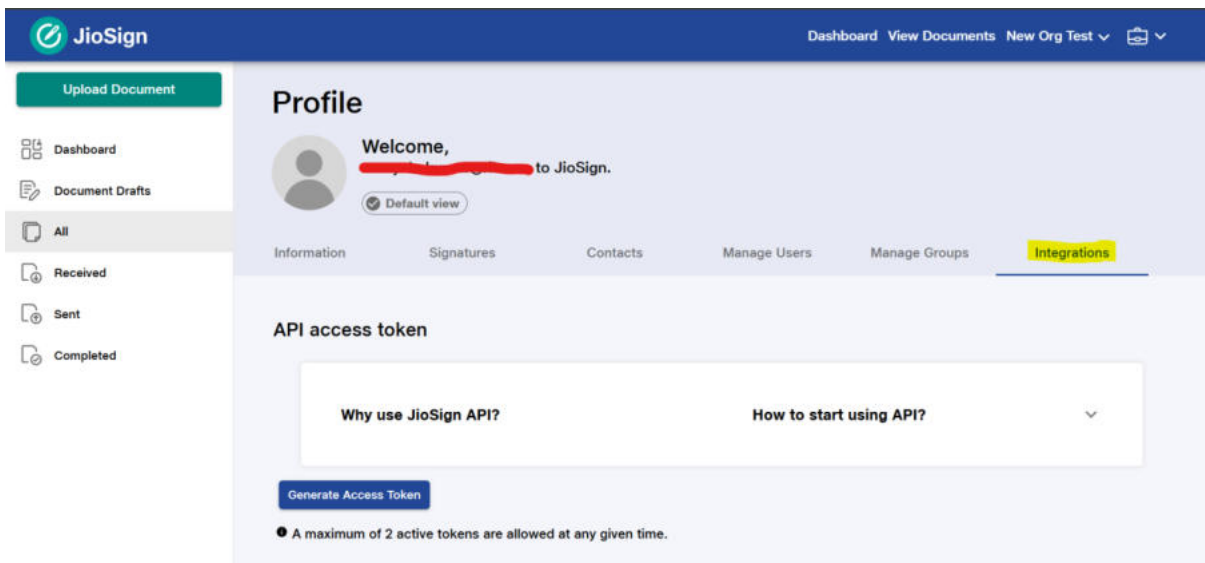 JioSign
Dashboard View Documents New Org Test
Upload Document
Dashboard
Document Drafts
All
Received
Sent
Completed
Profile
Welcome,
to JioSign.
Default view
Information Signatures Contacts Manage Users Manage Groups Integrations
API access token
Why use JioSign API? How to start using API?
Generate Access Token
A maximum of 2 active tokens are allowed at any given time.